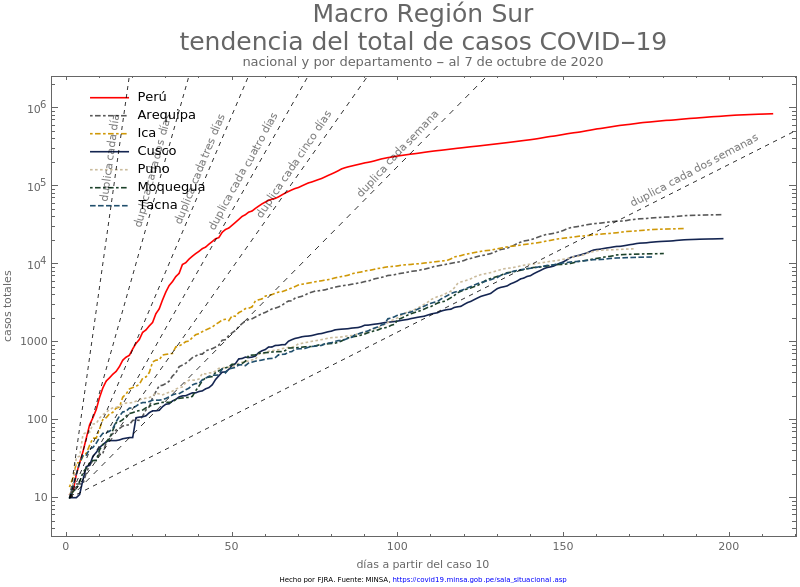 Macro Región Sur
tendencia del total de casos COVID−19
nacional y por departamento − al 7 de octubre de 2020
Perú
Arequipa
Ica
Cusco
Puno
Moquegua
Tacna
duplica cada día
duplica cada dos días
duplica cada tres días
duplica cada cuatro días
duplica cada cinco días
duplica cada semana
duplica cada dos semanas
casos totales
10⁶
10⁵
10⁴
1000
100
10
0 50 100 150 200
días a partir del caso 10
Hecho por FJRA. Fuente: MINSA, https://covid19.minsa.gob.pe/sala_situacional.asp